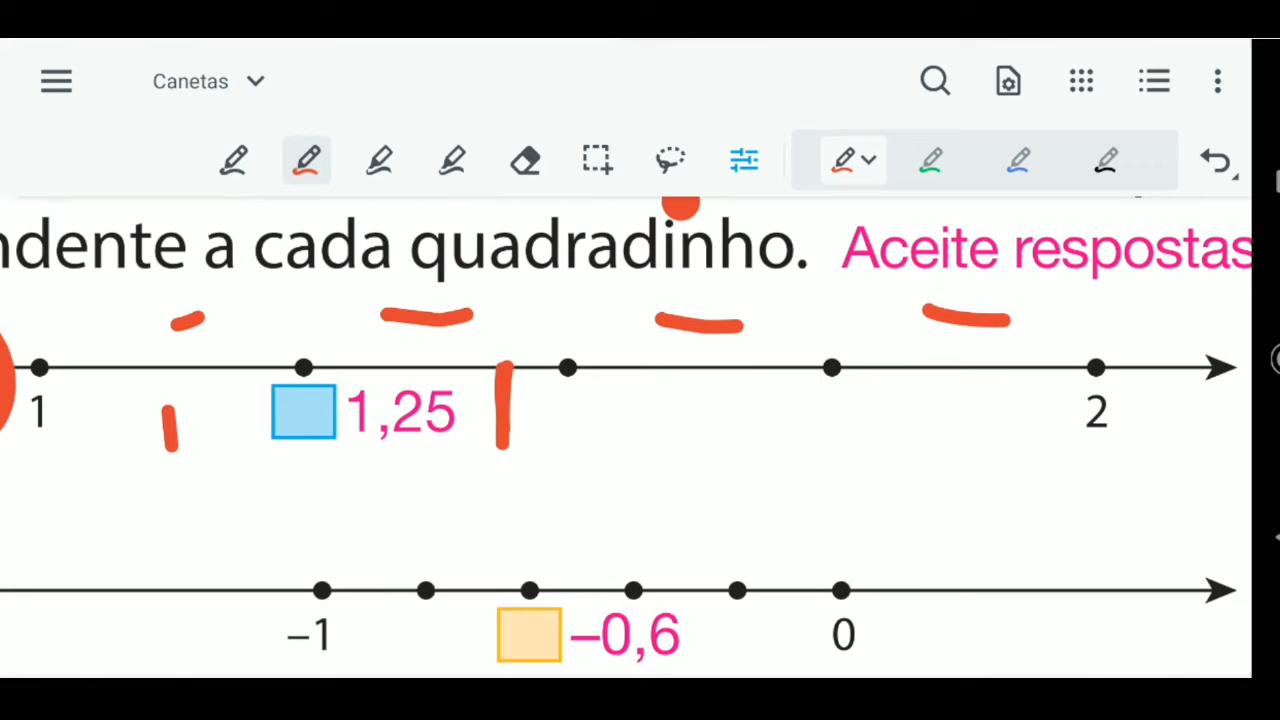 Canetas
ndente a cada quadradinho. Aceite respostas
1 1,25 2
–1 –0,6 0